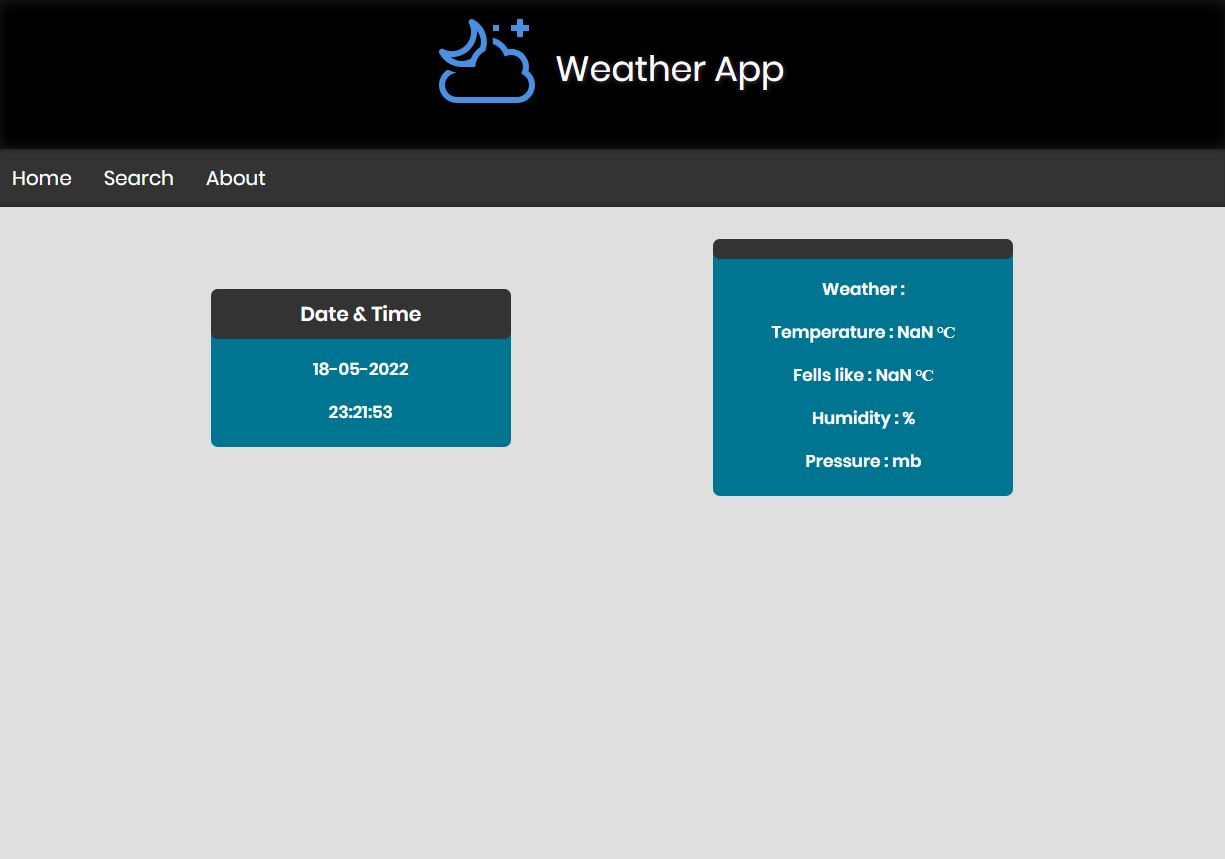 Weather App
Home Search About
Date & Time
18-05-2022
23:21:53
Weather :
Temperature : NaN ℃
Fells like : NaN ℃
Humidity : %
Pressure : mb